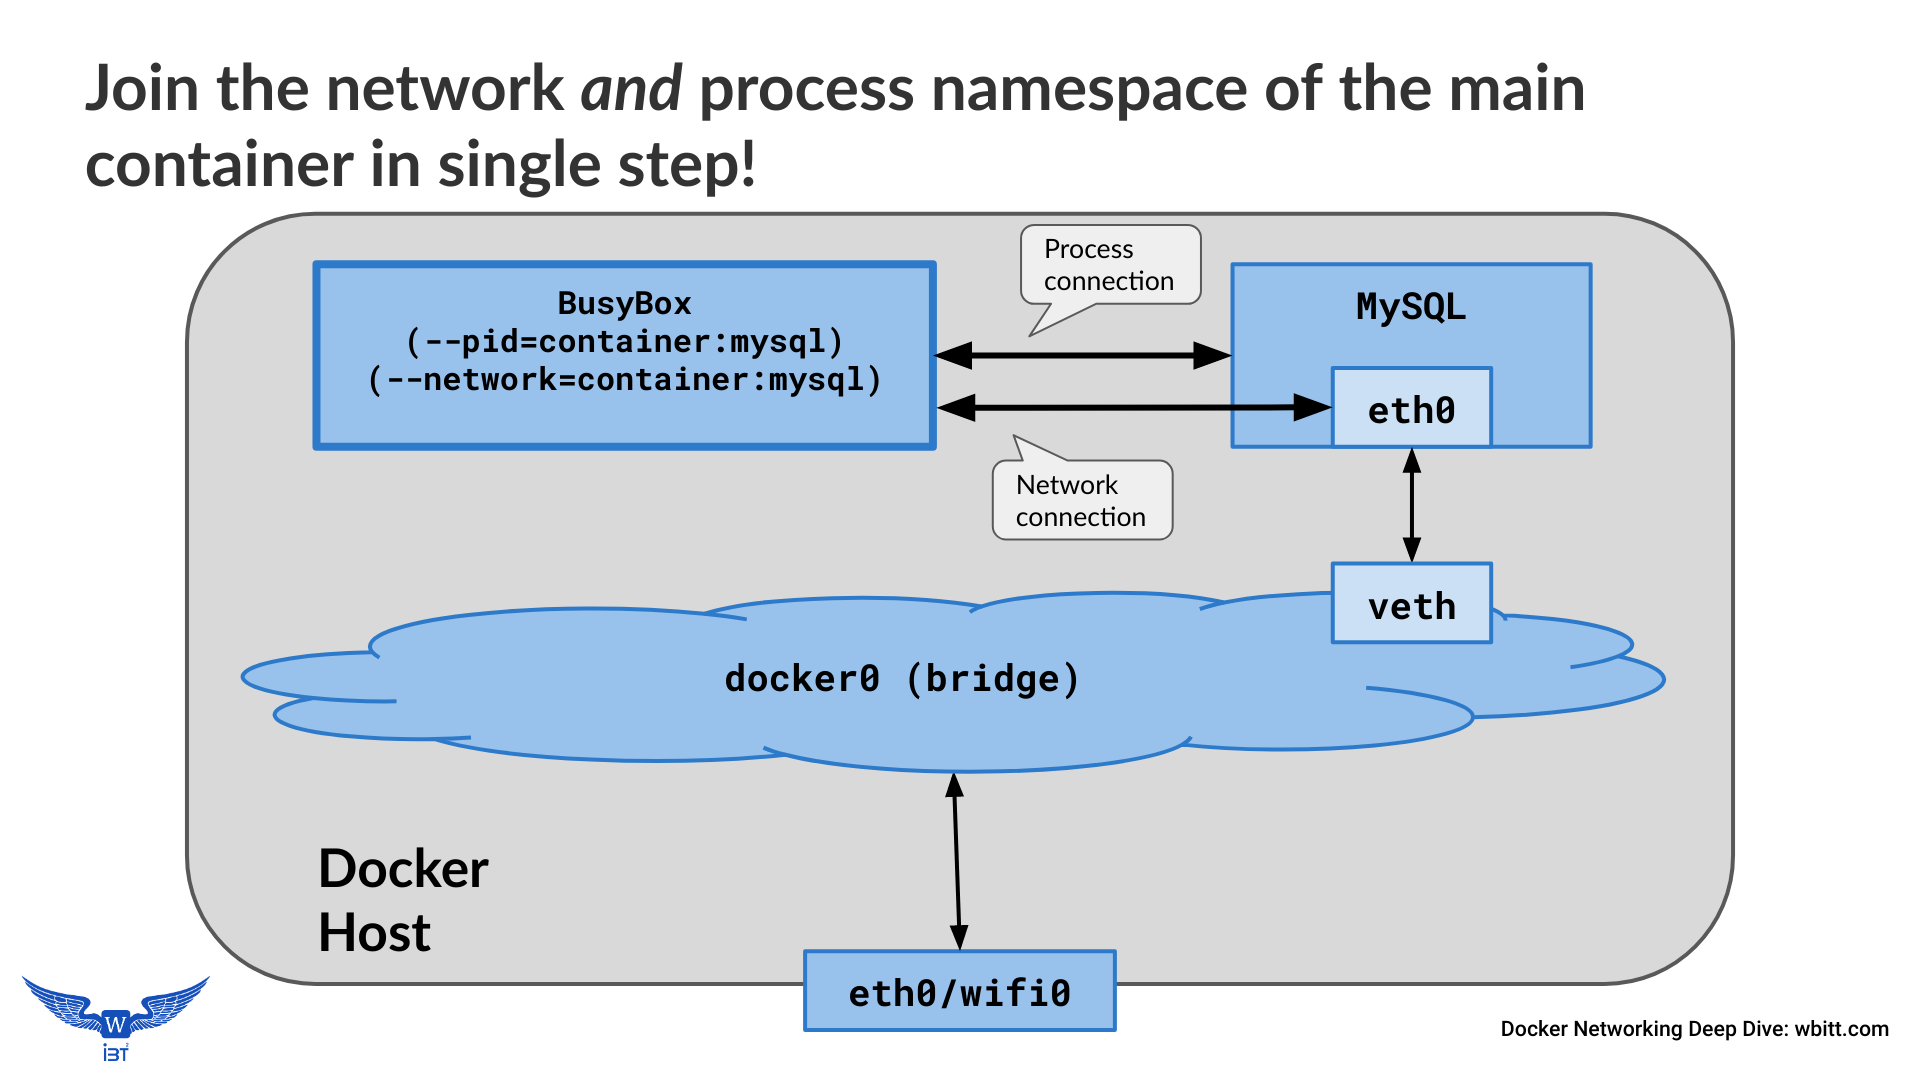 Join the network and process namespace of the main
container in single step!
Process
connection
BusyBox
(--pid=container:mysql)
(--network=container:mysql)
MySQL
eth0
Network
connection
veth
docker0 (bridge)
Docker
Host
eth0/wifi0
W
iBT²
Docker Networking Deep Dive: wbitt.com